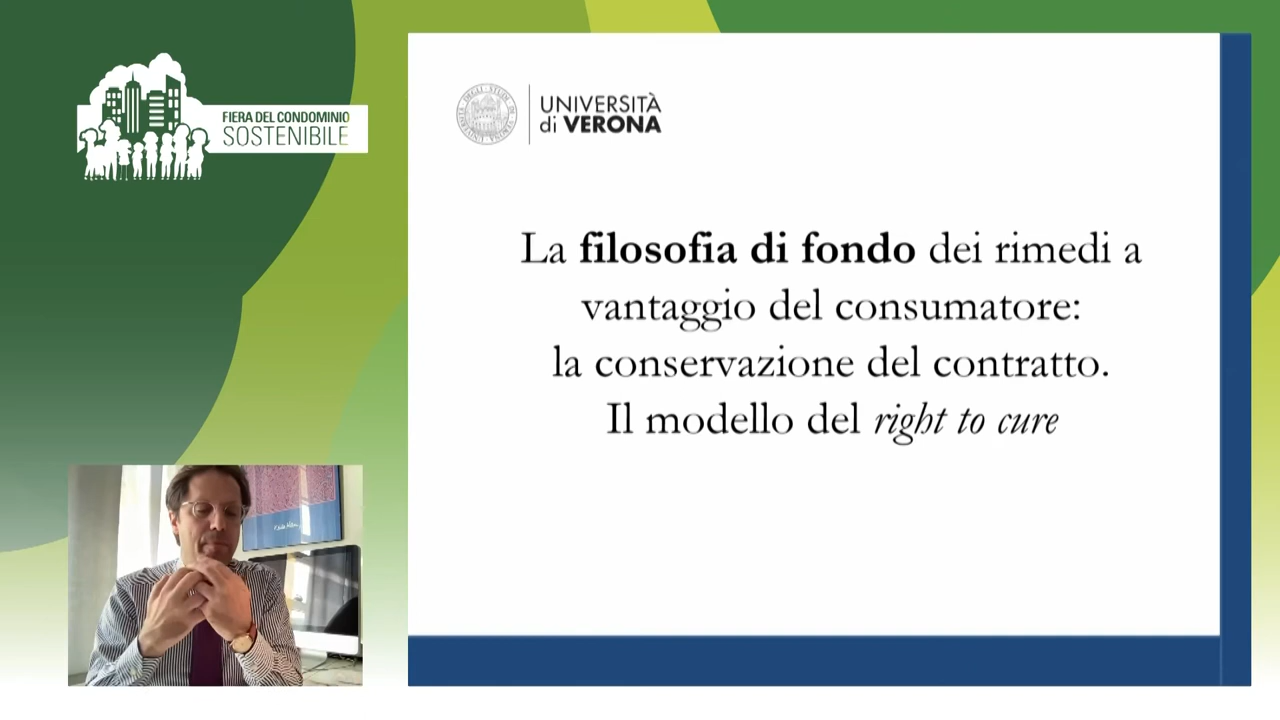 FIERA DEL CONDOMINIO
SOSTENIBILE
UNIVERSITÀ
di VERONA
La filosofia di fondo dei rimedi a
vantaggio del consumatore:
la conservazione del contratto.
Il modello del right to cure